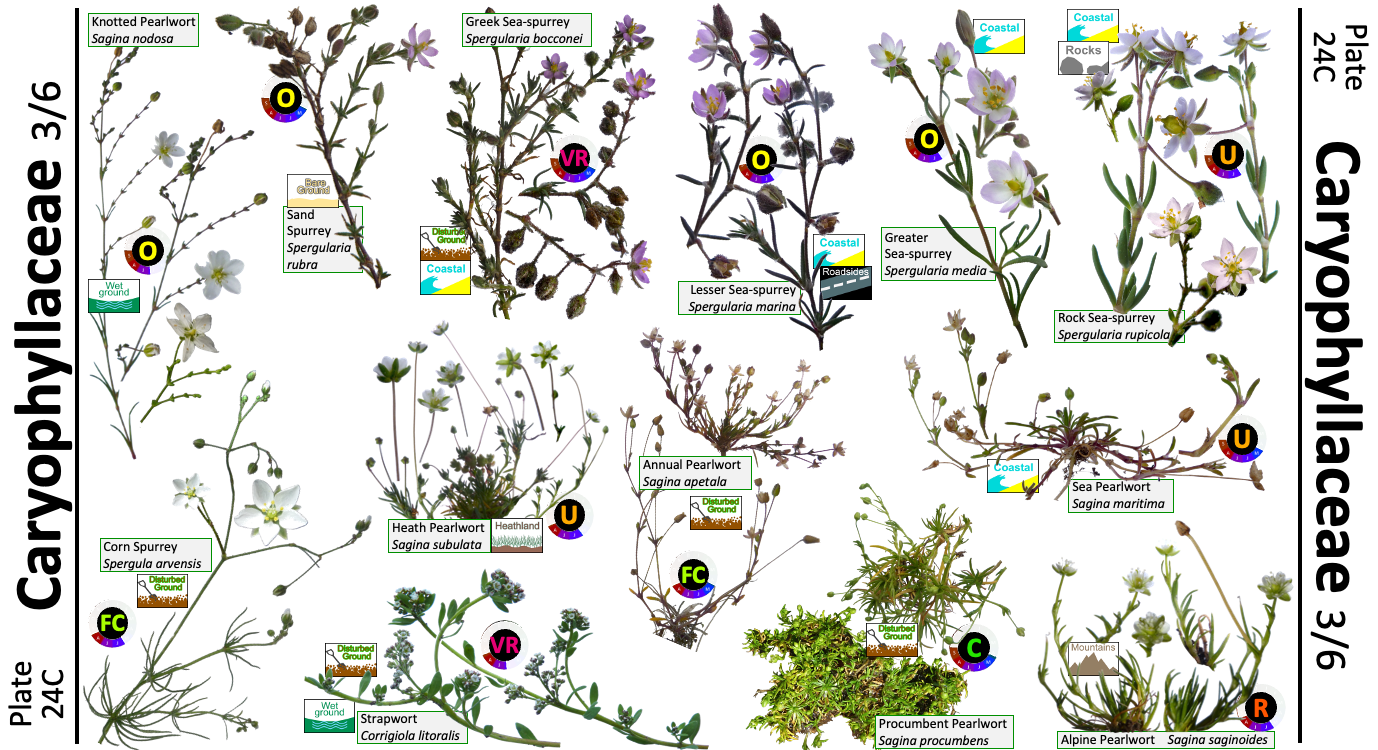 Caryophyllaceae 3/6
Plate
24C
Knotted Pearlwort
Sagina nodosa
O
Wet
ground
O
Bare
Ground
Sand
Spurrey
Spergularia
rubra
Greek Sea-spurrey
Spergularia bocconei
VR
Disturbed
Ground
Coastal
O
Coastal
Roadsides
Lesser Sea-spurrey
Spergularia marina
Coastal
O
Greater
Sea-spurrey
Spergularia media
Coastal
Rocks
U
Rock Sea-spurrey
Spergularia rupicola
Corn Spurrey
Spergula arvensis
Disturbed
Ground
FC
Heath Pearlwort
Sagina subulata
Heathland
U
Annual Pearlwort
Sagina apetala
Disturbed
Ground
FC
Coastal
Sea Pearlwort
Sagina maritima
U
Disturbed
Ground
Wet
ground
VR
Strapwort
Corrigiola litoralis
Disturbed
Ground
C
Procumbent Pearlwort
Sagina procumbens
Mountains
R
Alpine Pearlwort Sagina saginoides
Plate
24C
Caryophyllaceae 3/6